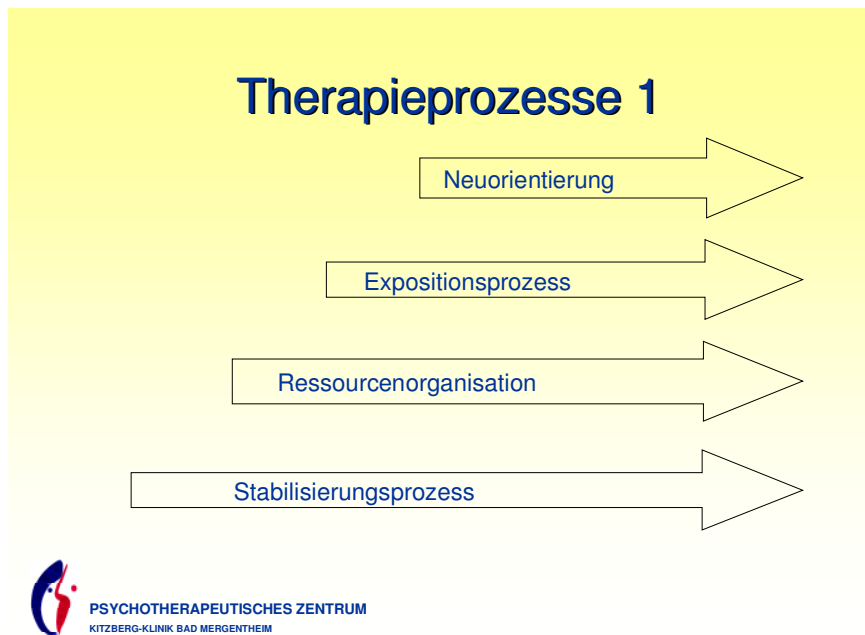 Therapieprozesse 1
Neuorientierung
Expositionsprozess
Ressourcenorganisation
Stabilisierungsprozess
PSYCHOTHERAPEUTISCHES ZENTRUM
KITZBERG-KLINIK BAD MERGENTHEIM